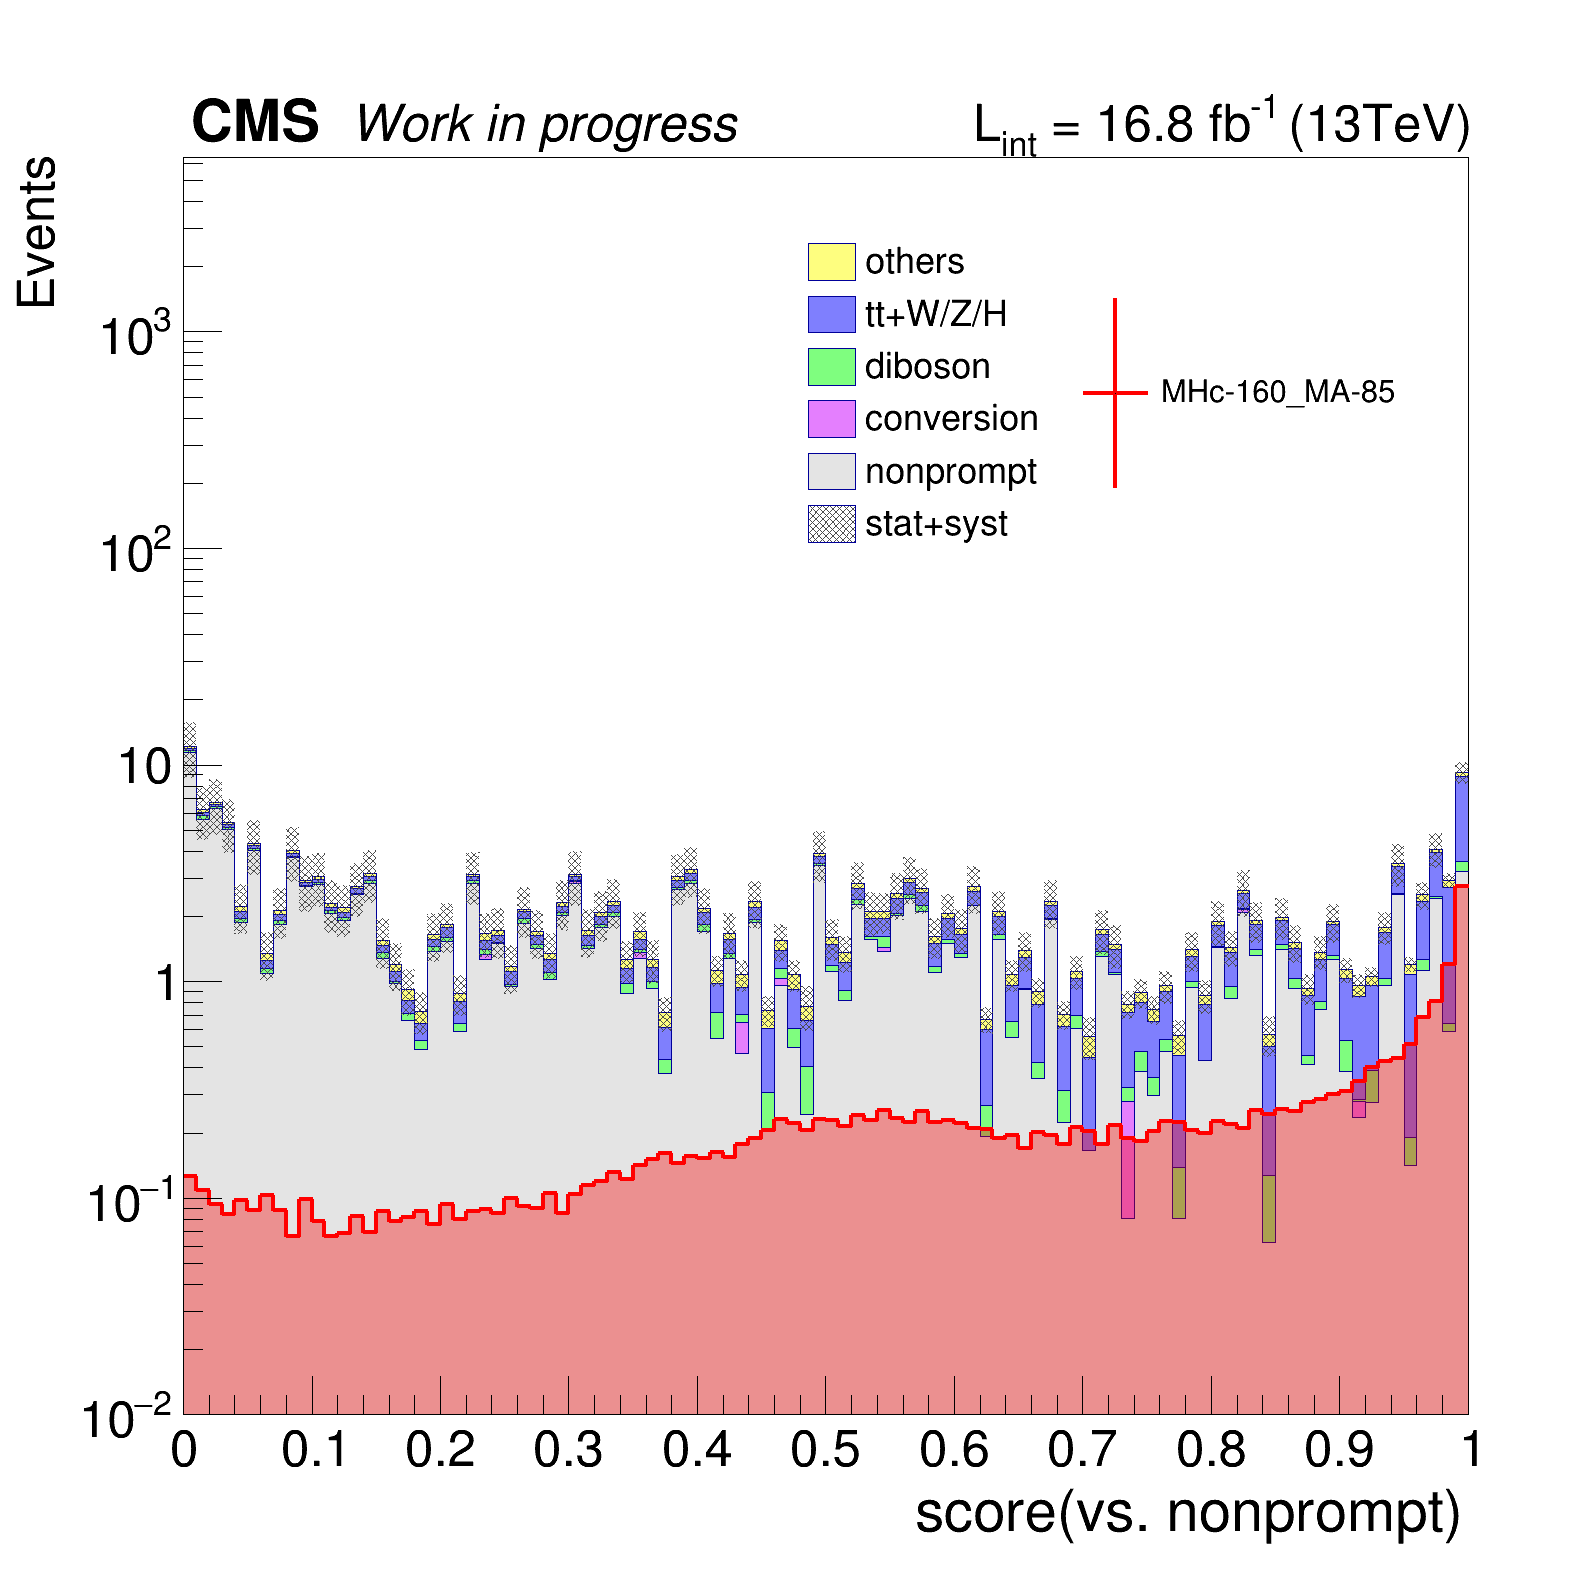 CMS Work in progress
L_int = 16.8 fb^-1 (13TeV)
Events
others
tt+W/Z/H
diboson
conversion
nonprompt
stat+syst
MHc-160_MA-85
10^3
10^2
10
1
10^−1
10^−2
0 0.1 0.2 0.3 0.4 0.5 0.6 0.7 0.8 0.9 1
score(vs. nonprompt)